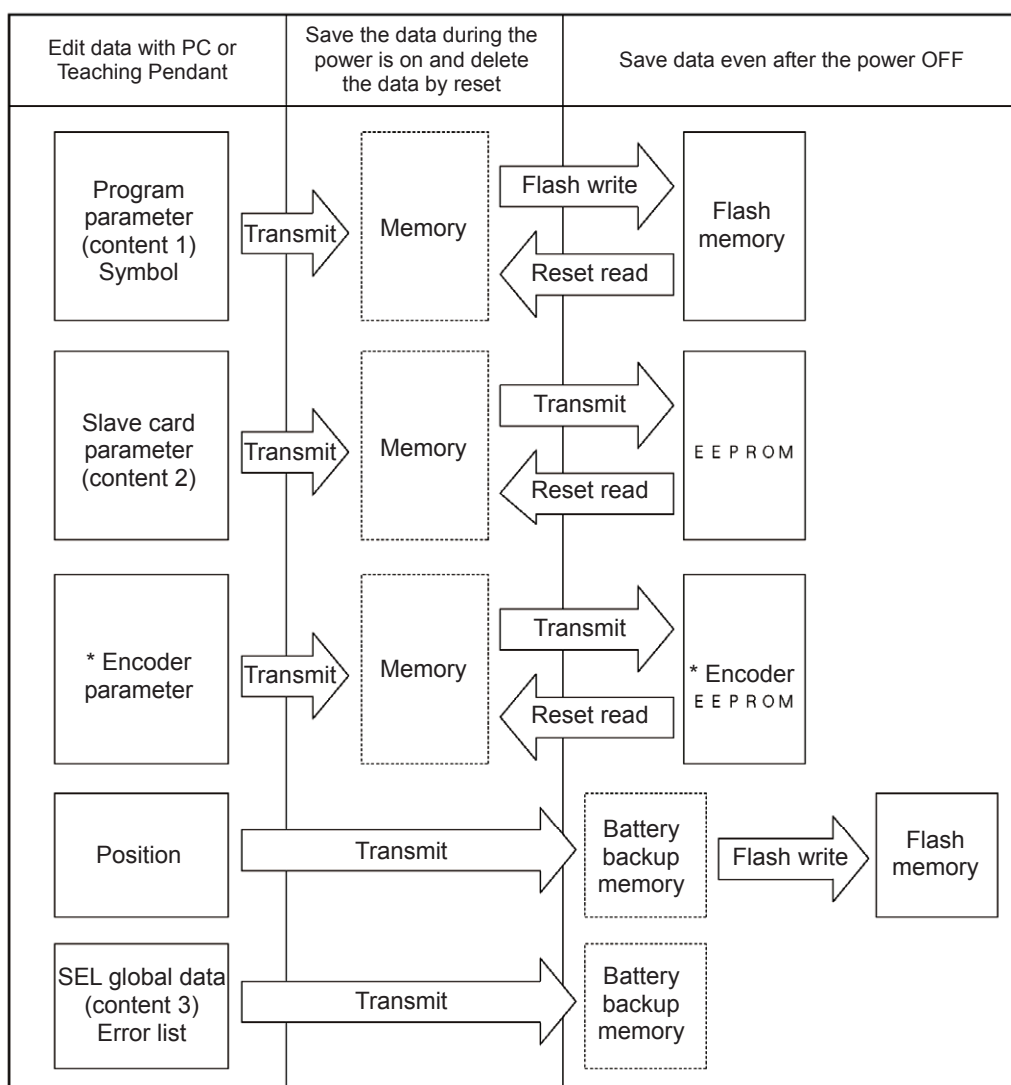 Edit data with PC or
Teaching Pendant
Save the data during the
power is on and delete
the data by reset
Save data even after the power OFF
Program
parameter
(content 1)
Symbol
Transmit
Memory
Flash write
Reset read
Flash
memory
Slave card
parameter
(content 2)
Transmit
Memory
Transmit
Reset read
EEPROM
* Encoder
parameter
Transmit
Memory
Transmit
Reset read
* Encoder
EEPROM
Position
Transmit
Battery
backup
memory
Flash write
Flash
memory
SEL global data
(content 3)
Error list
Transmit
Battery
backup
memory